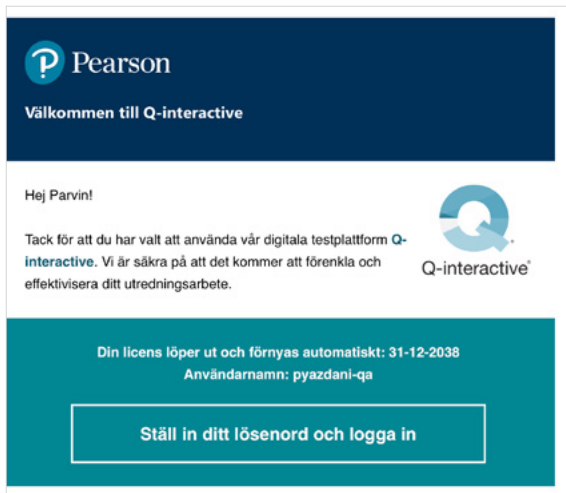 Pearson
Välkommen till Q-interactive
Hej Parvin!
Tack för att du har valt att använda vår digitala testplattform Q-
interactive. Vi är säkra på att det kommer att förenkla och
effektivisera ditt utredningsarbete.
Q-interactive®
Din licens löper ut och förnyas automatiskt: 31-12-2038
Användarnamn: pyazdani-qa
Ställ in ditt lösenord och logga in